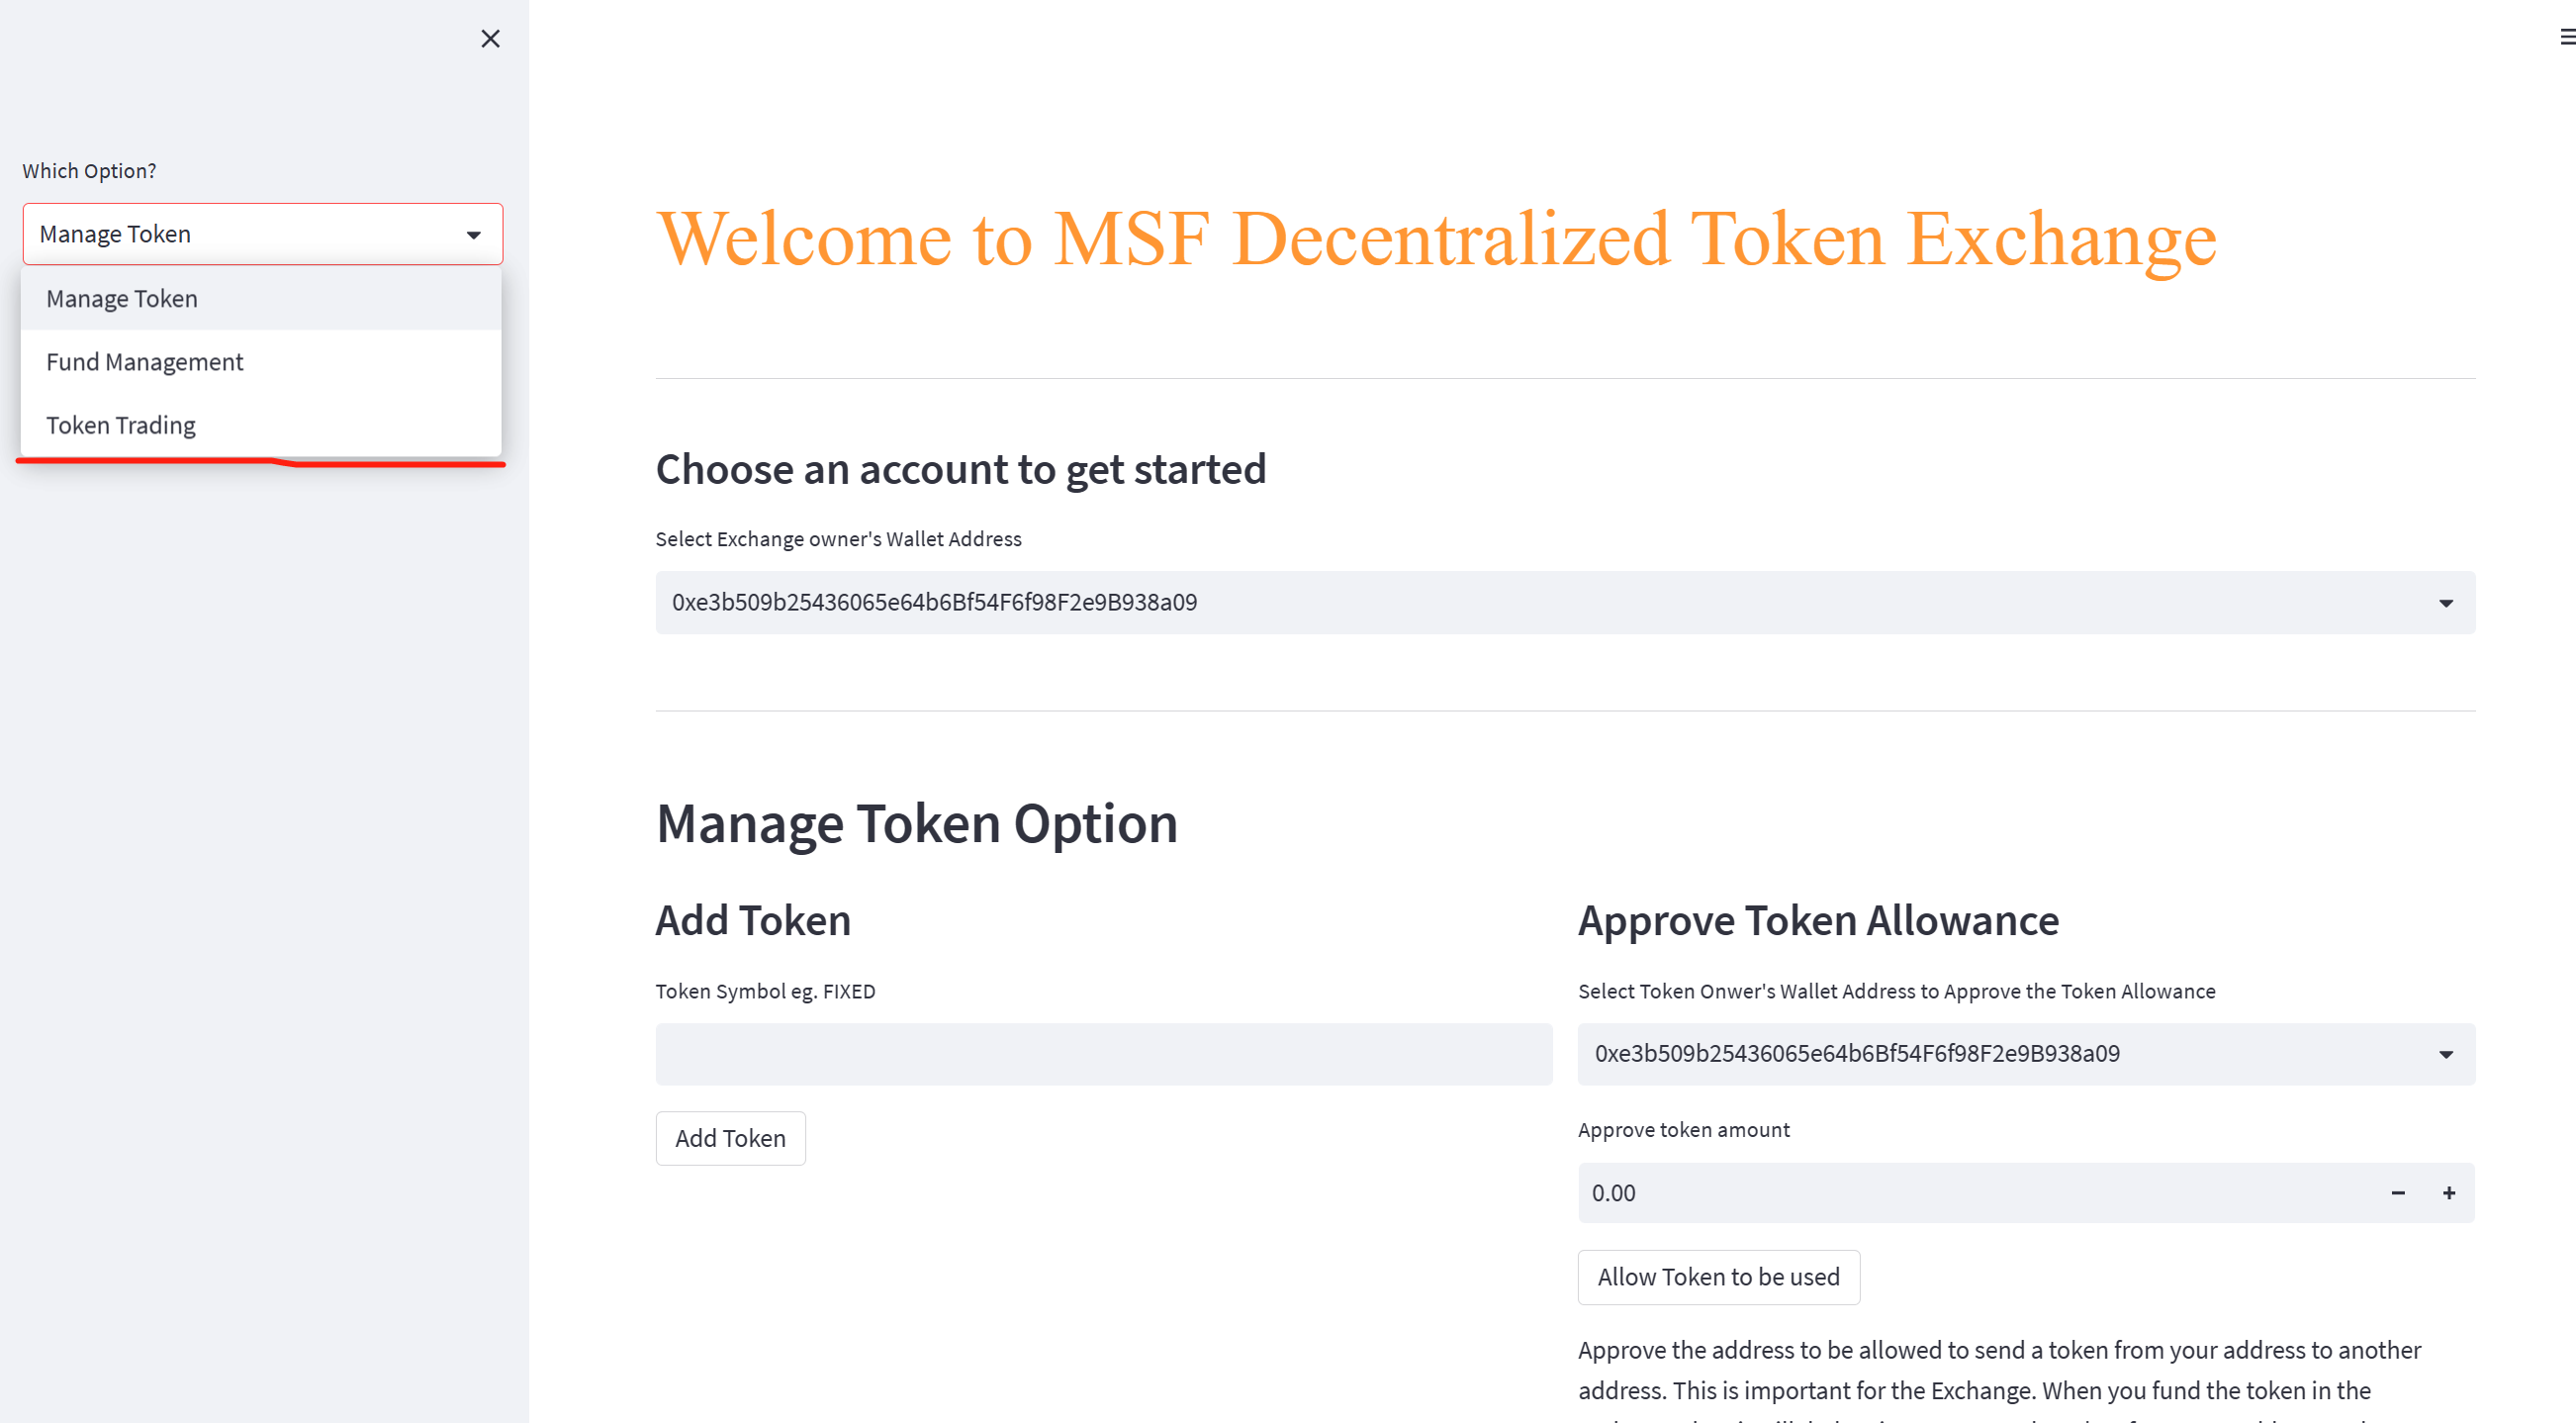 Which Option?
Manage Token
Manage Token
Fund Management
Token Trading
Welcome to MSF Decentralized Token Exchange
Choose an account to get started
Select Exchange owner's Wallet Address
0xe3b509b25436065e64b6Bf54F6f98F2e9B938a09
Manage Token Option
Add Token
Token Symbol eg. FIXED
Add Token
Approve Token Allowance
Select Token Onwer's Wallet Address to Approve the Token Allowance
0xe3b509b25436065e64b6Bf54F6f98F2e9B938a09
Approve token amount
0.00
Allow Token to be used
Approve the address to be allowed to send a token from your address to another
address. This is important for the Exchange. When you fund the token in the